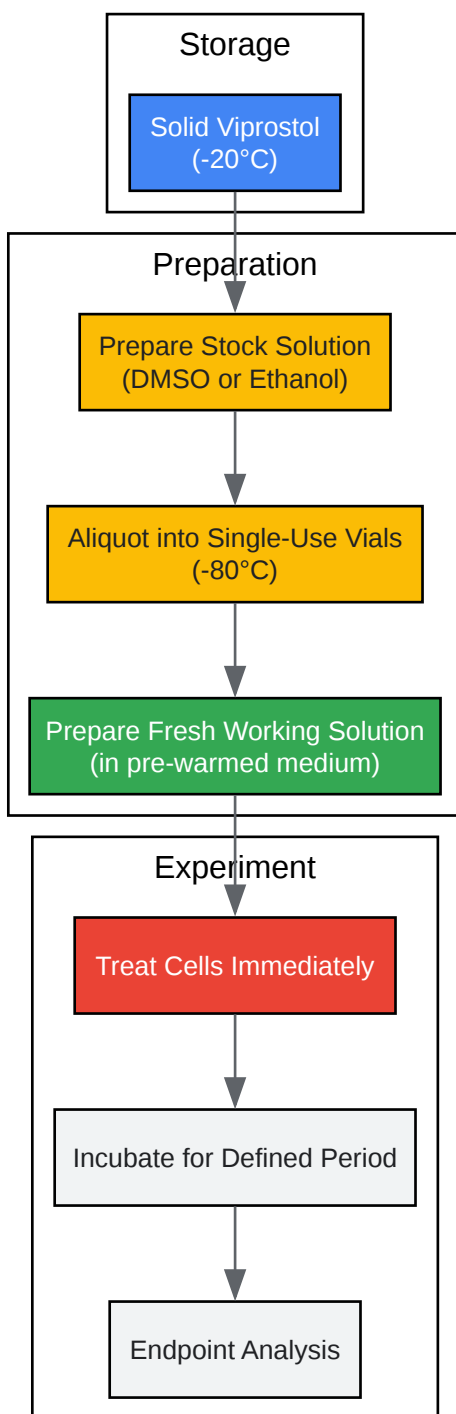 Storage
Solid Viprostol
(-20°C)
Preparation
Prepare Stock Solution
(DMSO or Ethanol)
Aliquot into Single-Use Vials
(-80°C)
Prepare Fresh Working Solution
(in pre-warmed medium)
Experiment
Treat Cells Immediately
Incubate for Defined Period
Endpoint Analysis